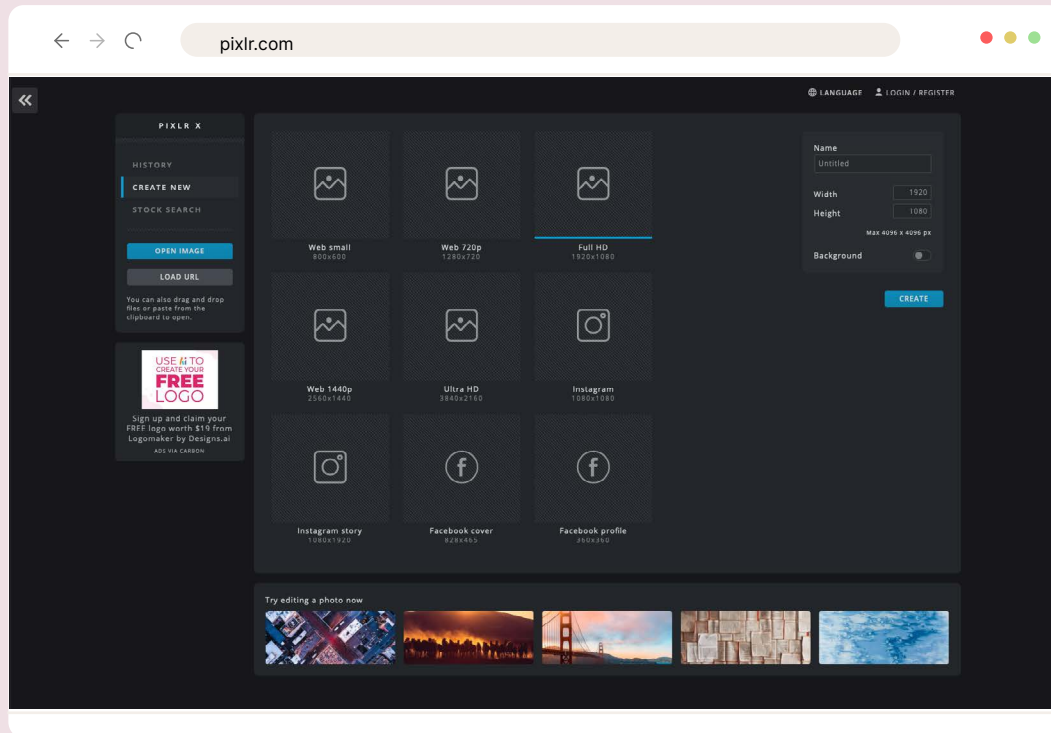 pixlr.com
LANGUAGE
LOGIN / REGISTER
PIXLR X
HISTORY
CREATE NEW
STOCK SEARCH
OPEN IMAGE
LOAD URL
You can also drag and drop
files or paste from the
clipboard to open.
USE Ai TO
CREATE YOUR
FREE
LOGO
Sign up and claim your
FREE logo worth $19 from
Logomaker by Designs.ai
ADS VIA CARBON
Web small
800x600
Web 720p
1280x720
Full HD
1920x1080
Web 1440p
2560x1440
Ultra HD
3840x2160
Instagram
1080x1080
Instagram story
1080x1920
Facebook cover
828x465
Facebook profile
360x360
Name
Untitled
Width
1920
Height
1080
Max 4096 x 4096 px
Background
CREATE
Try editing a photo now